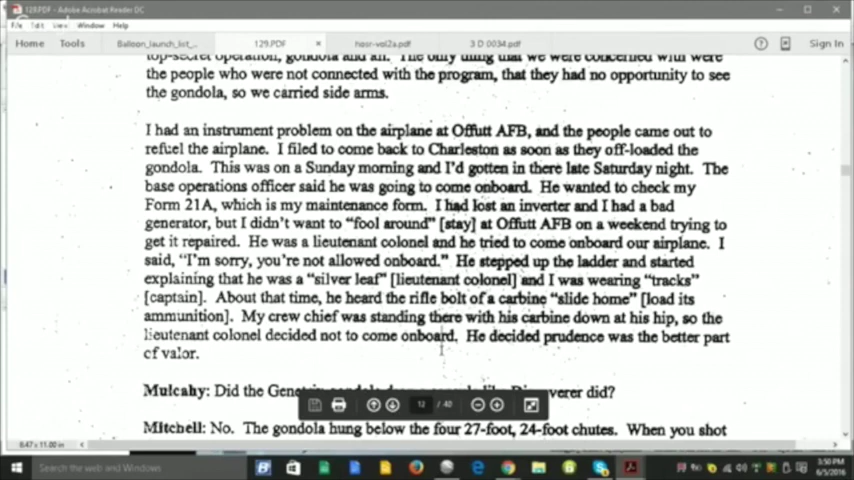 129.PDF - Adobe Acrobat Reader DC
File Edit View Window Help
Home Tools Balloon_launch_list_... 129.PDF × 3 D 0034.pdf Sign In
top-secret operation, gondola and all. The only thing that we were concerned with were
the people who were not connected with the program, that they had no opportunity to see
the gondola, so we carried side arms.
I had an instrument problem on the airplane at Offutt AFB, and the people came out to
refuel the airplane. I filed to come back to Charleston as soon as they off-loaded the
gondola. This was on a Sunday morning and I'd gotten in there late Saturday night. The
base operations officer said he was going to come onboard. He wanted to check my
Form 21A, which is my maintenance form. I had lost an inverter and I had a bad
generator, but I didn't want to "fool around" [stay] at Offutt AFB on a weekend trying to
get it repaired. He was a lieutenant colonel and he tried to come onboard our airplane. I
said, "I'm sorry, you're not allowed onboard." He stepped up the ladder and started
explaining that he was a "silver leaf" [lieutenant colonel] and I was wearing "tracks"
[captain]. About that time, he heard the rifle bolt of a carbine "slide home" [load its
ammunition]. My crew chief was standing there with his carbine down at his hip, so the
lieutenant colonel decided not to come onboard. He decided prudence was the better part
of valor.
Mulcahy: Did the did?
12 / 40
Mitchell: No. The gondola hung below the four 27-foot, 24-foot chutes. When you shot
8.47 x 11.00 in
Search the web and Windows
3:50 PM
6/5/2016